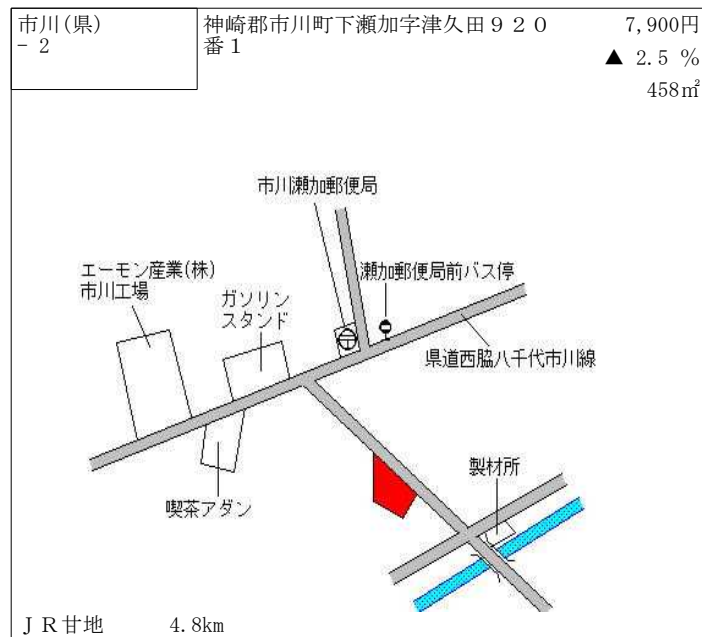 市川(県)
- 2
神崎郡市川町下瀬加字津久田９２０
番１
7,900円
▲ 2.5 %
458㎡
市川瀬加郵便局
エーモン産業(株)
市川工場
瀬加郵便局前バス停
ガソリン
スタンド
県道西脇八千代市川線
製材所
喫茶アダン
ＪＲ甘地 4.8km